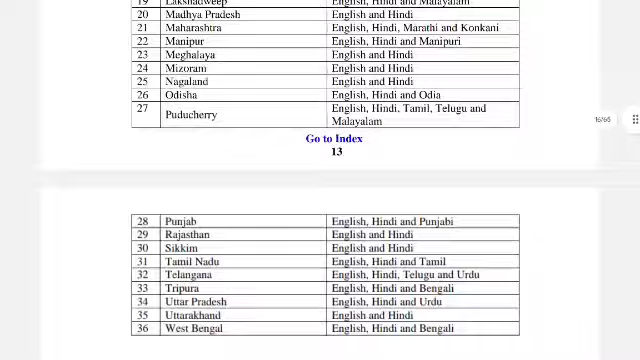 19 Lakshadweep English, Hindi and Malayalam
20 Madhya Pradesh English and Hindi
21 Maharashtra English, Hindi, Marathi and Konkani
22 Manipur English, Hindi and Manipuri
23 Meghalaya English and Hindi
24 Mizoram English and Hindi
25 Nagaland English and Hindi
26 Odisha English, Hindi and Odia
27 Puducherry English, Hindi, Tamil, Telugu and
Malayalam
Go to Index
13
16/66
28 Punjab English, Hindi and Punjabi
29 Rajasthan English and Hindi
30 Sikkim English and Hindi
31 Tamil Nadu English, Hindi and Tamil
32 Telangana English, Hindi, Telugu and Urdu
33 Tripura English, Hindi and Bengali
34 Uttar Pradesh English, Hindi and Urdu
35 Uttarakhand English and Hindi
36 West Bengal English, Hindi and Bengali